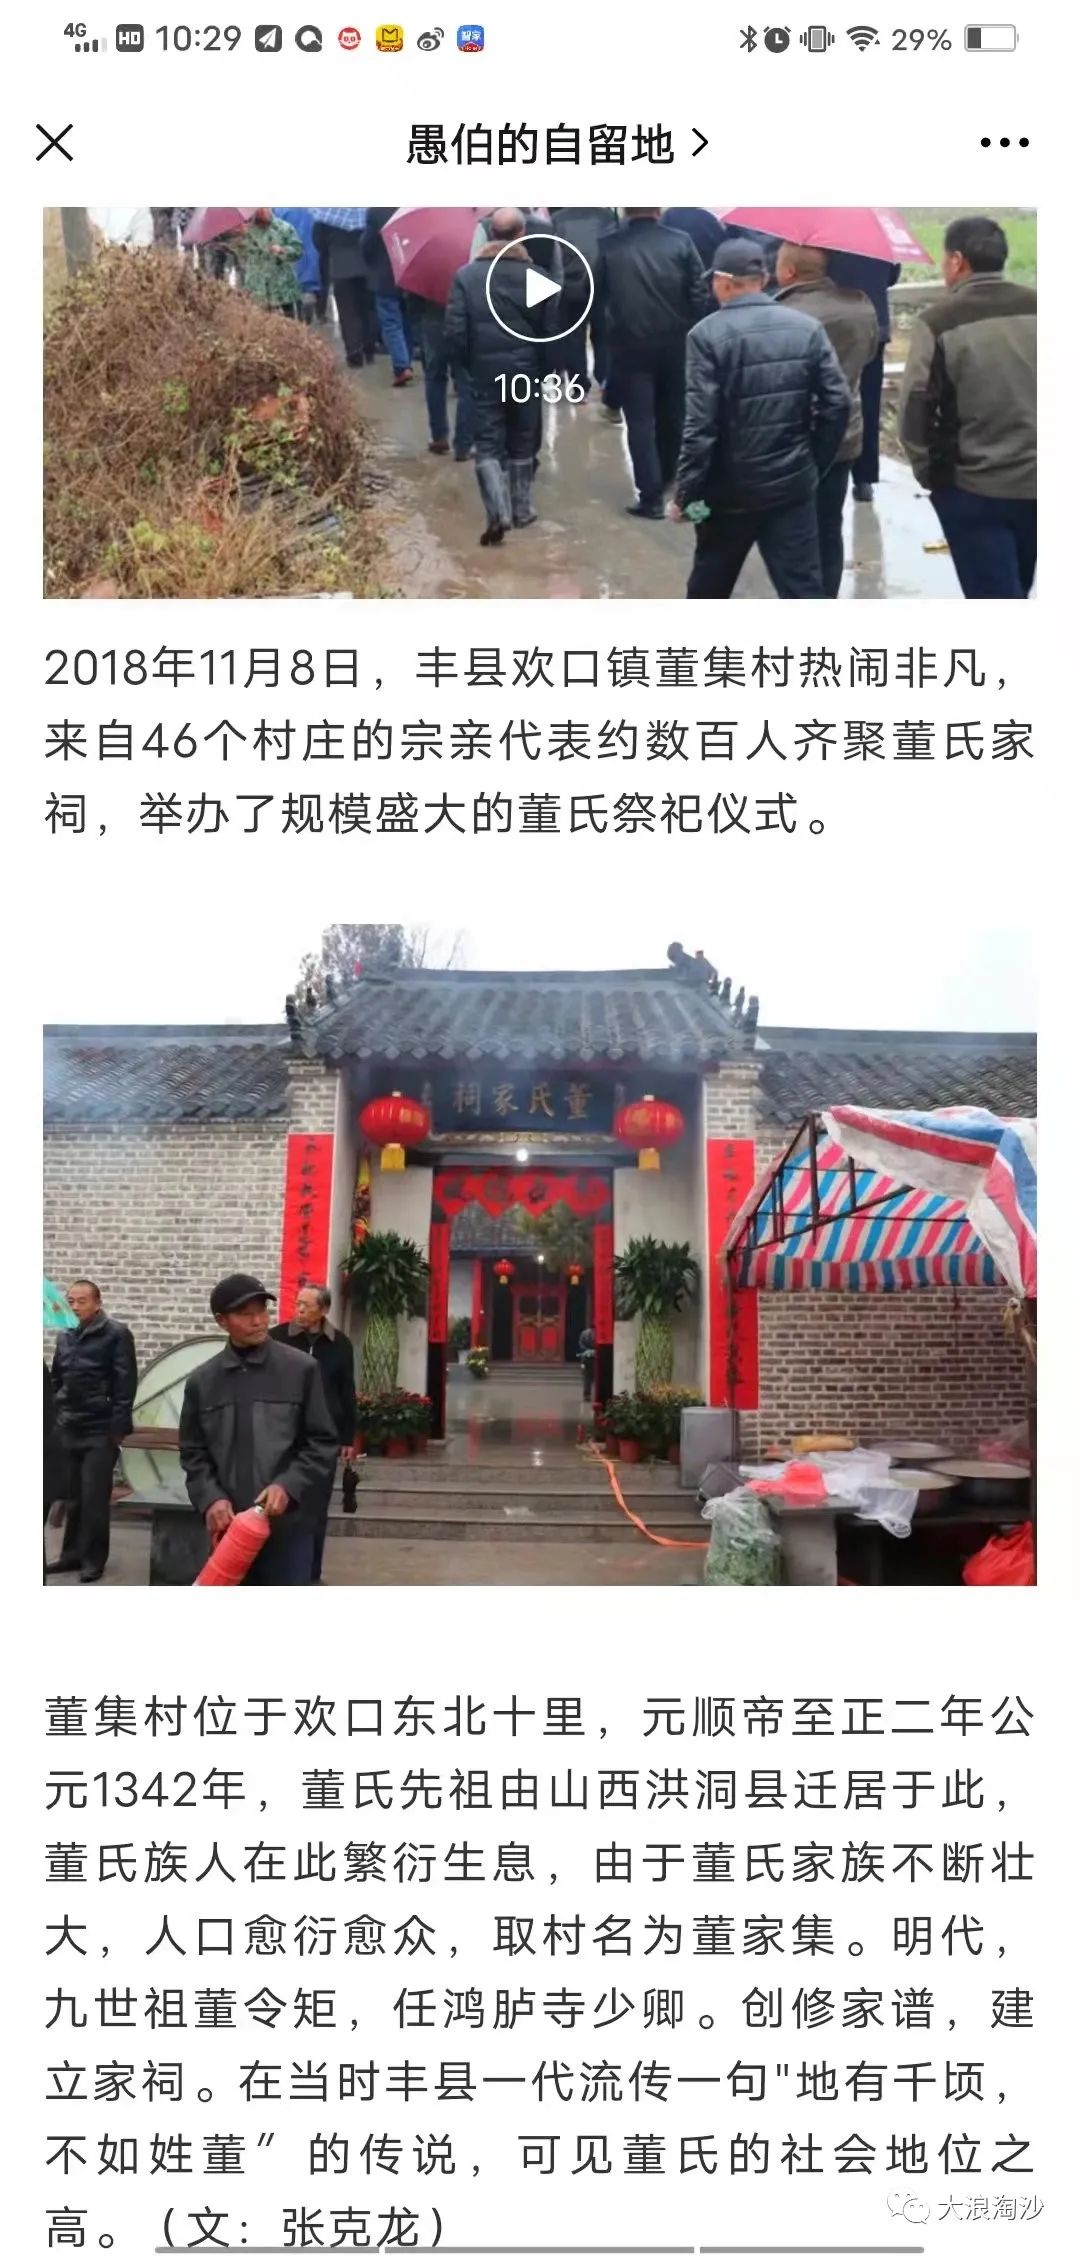 4G HD 10:29 智家 29%
愚伯的自留地
10:36
2018年11月8日，丰县欢口镇董集村热闹非凡，
来自46个村庄的宗亲代表约数百人齐聚董氏家
祠，举办了规模盛大的董氏祭祀仪式。
董氏家祠
董集村位于欢口东北十里，元顺帝至正二年公
元1342年，董氏先祖由山西洪洞县迁居于此，
董氏族人在此繁衍生息，由于董氏家族不断壮
大，人口愈衍愈众，取村名为董家集。明代，
九世祖董令矩，任鸿胪寺少卿。创修家谱，建
立家祠。在当时丰县一代流传一句"地有千顷，
不如姓董〞的传说，可见董氏的社会地位之
高。（文：张克龙）
大浪淘沙